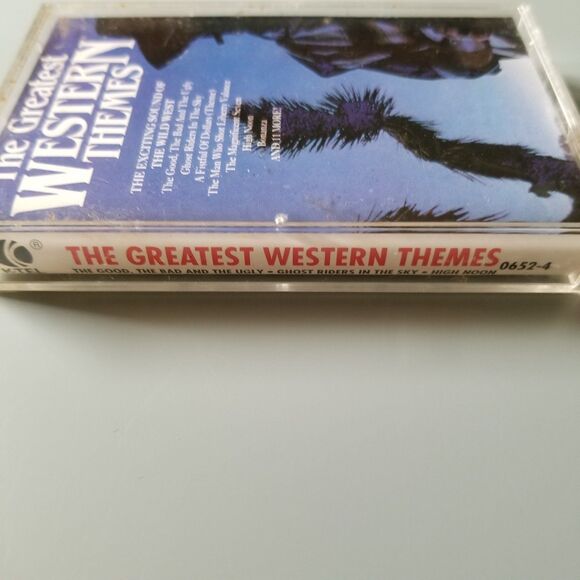 The Greatest
WESTERN
THEMES
THE EXCITING SOUND OF
THE WILD WEST
The Good, The Bad And The Ugly
Ghost Riders In The Sky
A Fistful Of Dollars (Theme)
The Man Who Shot Liberty Valance
The Magnificent Seven
High Noon
Bonanza
AND 11 MORE!
K ®
K-TEL
THE GREATEST WESTERN THEMES
THE GOOD, THE BAD AND THE UGLY • GHOST RIDERS IN THE SKY • HIGH NOON
0652-4